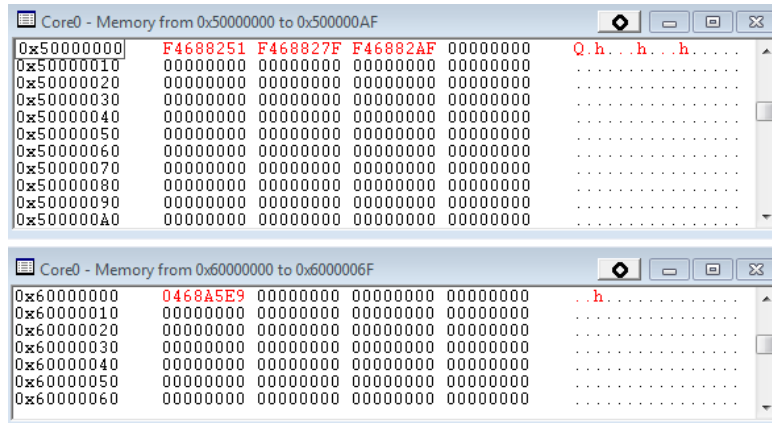 Core0 - Memory from 0x50000000 to 0x500000AF
0x50000000 F4688251 F468827F F46882AF 00000000 Q.h...h...h.....
0x50000010 00000000 00000000 00000000 00000000 ................
0x50000020 00000000 00000000 00000000 00000000 ................
0x50000030 00000000 00000000 00000000 00000000 ................
0x50000040 00000000 00000000 00000000 00000000 ................
0x50000050 00000000 00000000 00000000 00000000 ................
0x50000060 00000000 00000000 00000000 00000000 ................
0x50000070 00000000 00000000 00000000 00000000 ................
0x50000080 00000000 00000000 00000000 00000000 ................
0x50000090 00000000 00000000 00000000 00000000 ................
0x500000A0 00000000 00000000 00000000 00000000 ................
Core0 - Memory from 0x60000000 to 0x6000006F
0x60000000 0468A5E9 00000000 00000000 00000000 ..h.............
0x60000010 00000000 00000000 00000000 00000000 ................
0x60000020 00000000 00000000 00000000 00000000 ................
0x60000030 00000000 00000000 00000000 00000000 ................
0x60000040 00000000 00000000 00000000 00000000 ................
0x60000050 00000000 00000000 00000000 00000000 ................
0x60000060 00000000 00000000 00000000 00000000 ................